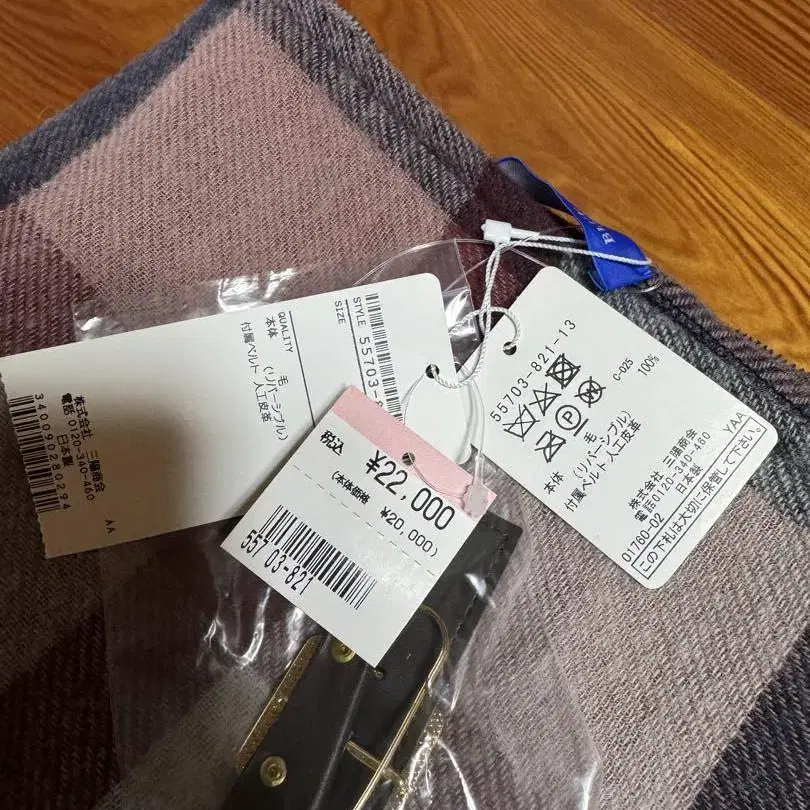 STYLE 55703-8
SIZE
QUALITY
本体 毛
(リバーシブル)
付属ベルト 人工皮革
株式会社 三陽商会
電話 0120-340-460
日本製
AA
340090280294
税込 ¥22,000
(本体価格 ¥20,000)
557 03-821
55703-821-13
C-025
本体 毛 100%
(リバーシブル)
付属ベルト 人工皮革
株式会社 三陽商会
電話0120-340-460
日本製
01760-02 YAA
この下札は大切に保管して下さい。